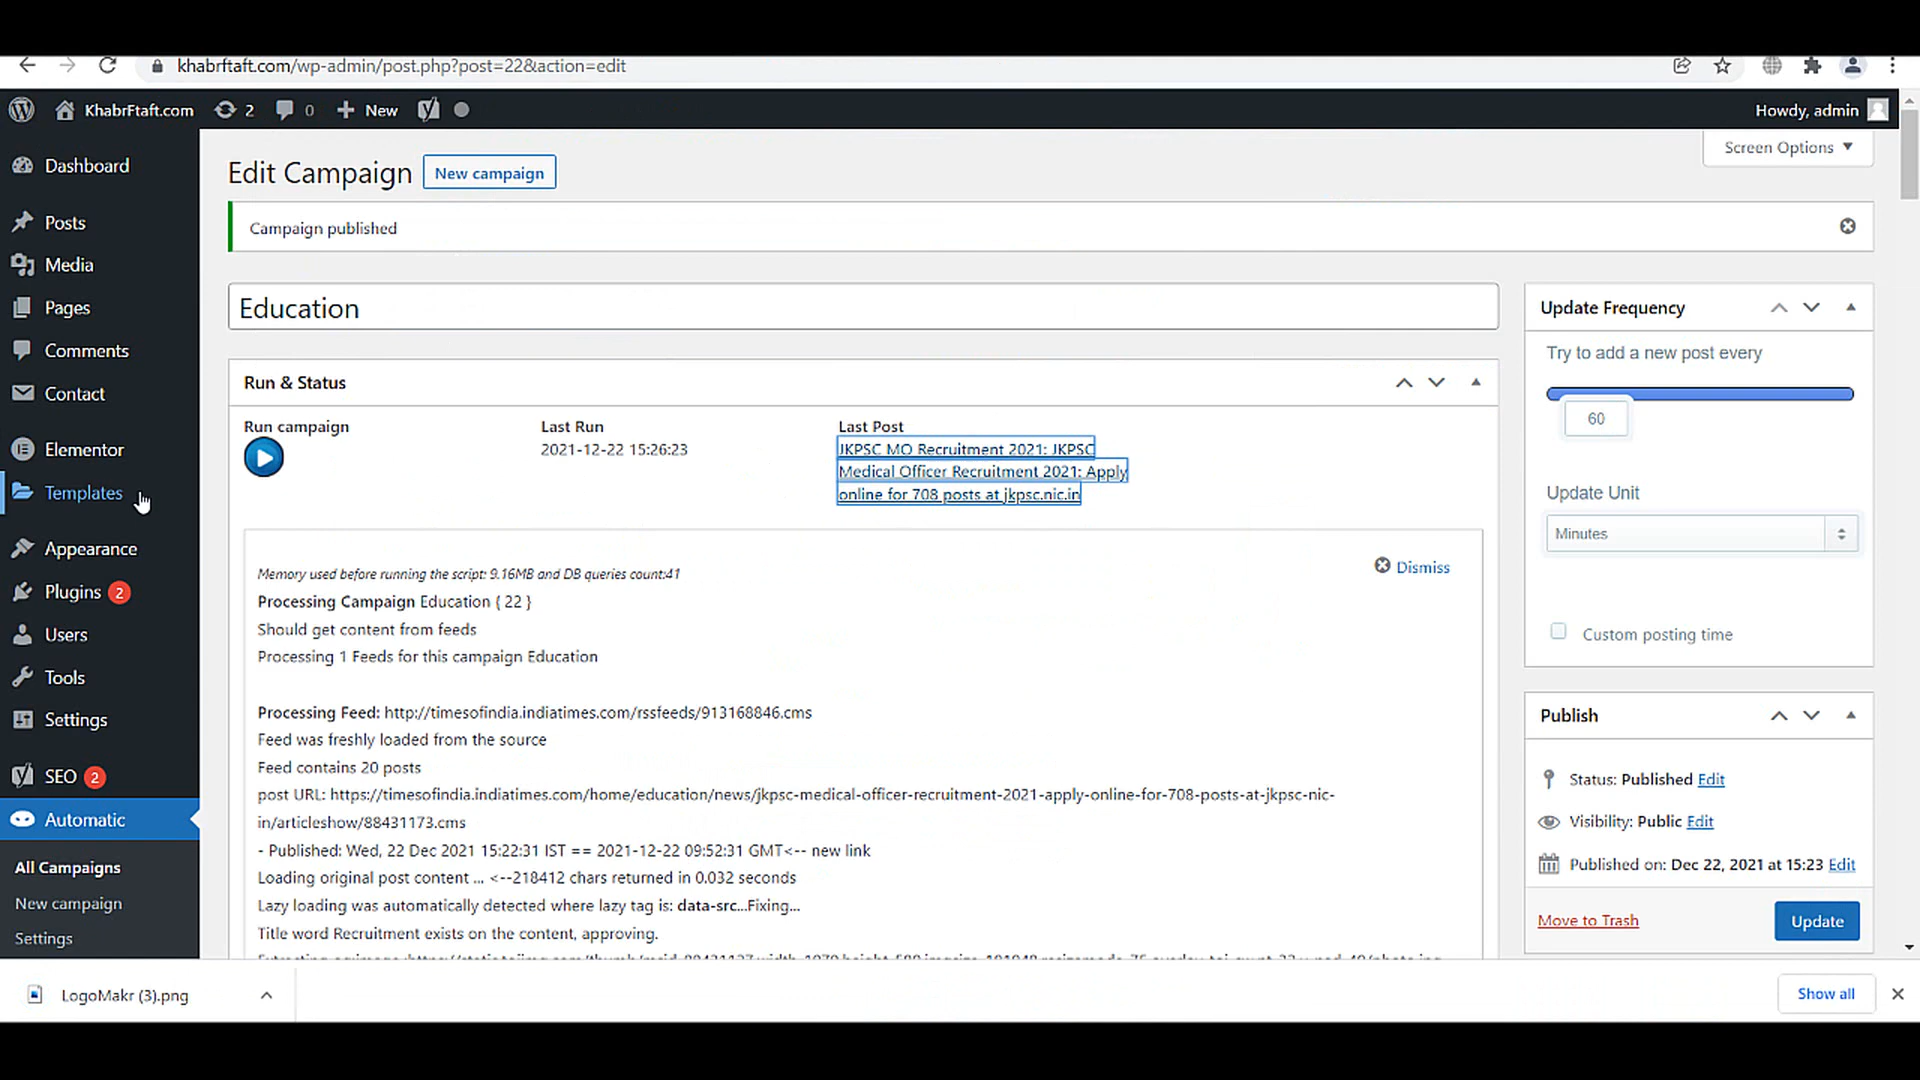 khabrftaft.com/wp-admin/post.php?post=22&action=edit
KhabrFtaft.com 2 0 New
Howdy, admin
Screen Options
Dashboard
Posts
Media
Pages
Comments
Contact
Elementor
Templates
Appearance
Plugins 2
Users
Tools
Settings
SEO 2
Automatic
All Campaigns
New campaign
Settings
Edit Campaign
New campaign
Campaign published
Education
Run & Status
Run campaign
Last Run
2021-12-22 15:26:23
Last Post
JKPSC MO Recruitment 2021: JKPSC
Medical Officer Recruitment 2021: Apply
online for 708 posts at jkpsc.nic.in
Dismiss
Memory used before running the script: 9.16MB and DB queries count:41
Processing Campaign Education { 22 }
Should get content from feeds
Processing 1 Feeds for this campaign Education
Processing Feed: http://timesofindia.indiatimes.com/rssfeeds/913168846.cms
Feed was freshly loaded from the source
Feed contains 20 posts
post URL: https://timesofindia.indiatimes.com/home/education/news/jkpsc-medical-officer-recruitment-2021-apply-online-for-708-posts-at-jkpsc-nic-
in/articleshow/88431173.cms
- Published: Wed, 22 Dec 2021 15:22:31 IST == 2021-12-22 09:52:31 GMT<-- new link
Loading original post content ... <--218412 chars returned in 0.032 seconds
Lazy loading was automatically detected where lazy tag is: data-src...Fixing...
Title word Recruitment exists on the content, approving.
Update Frequency
Try to add a new post every
60
Update Unit
Minutes
Custom posting time
Publish
Status: Published Edit
Visibility: Public Edit
Published on: Dec 22, 2021 at 15:23 Edit
Move to Trash
Update
LogoMakr (3).png
Show all